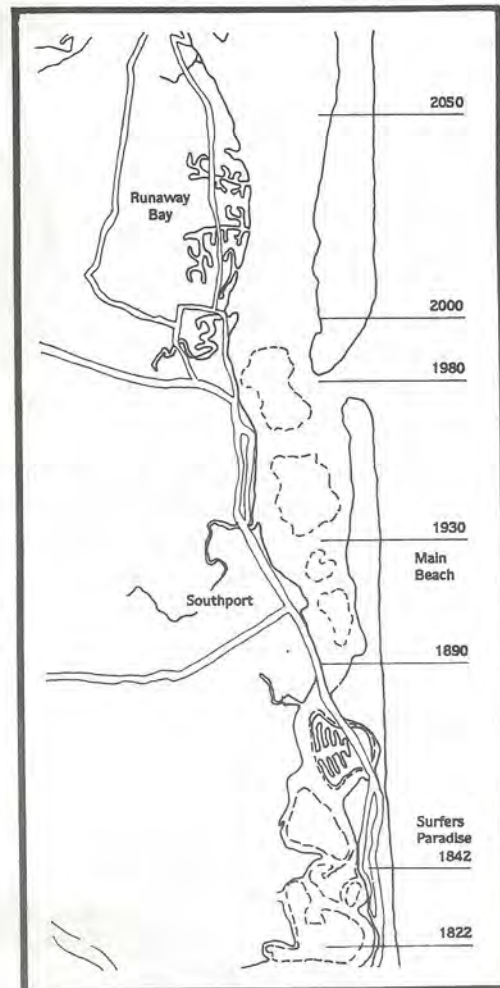 2050
Runaway
Bay
2000
1980
1930
Main
Beach
Southport
1890
Surfers
Paradise
1842
1822